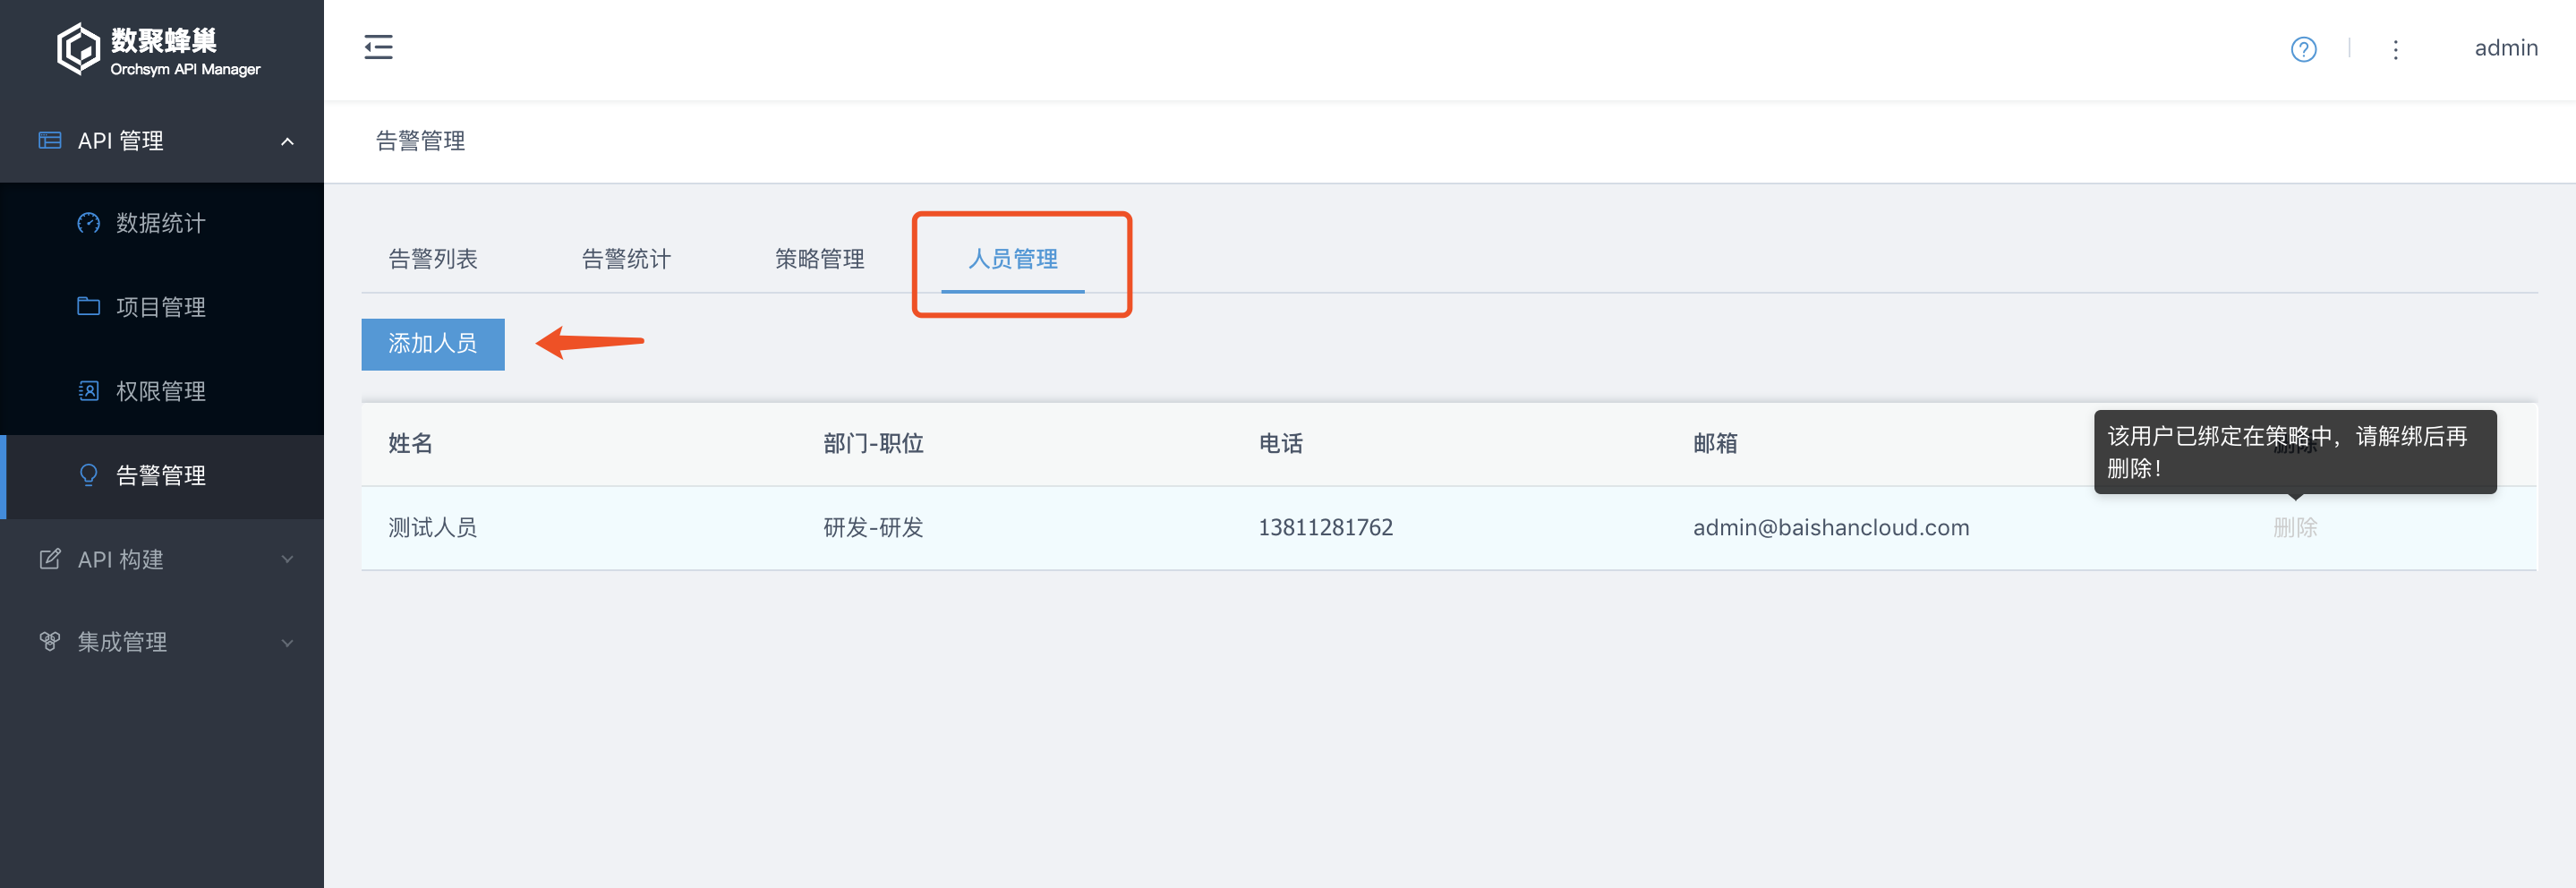 数聚蜂巢
Orchsym API Manager
admin
API 管理
告警管理
数据统计
项目管理
权限管理
告警管理
API 构建
集成管理
告警列表 告警统计 策略管理 人员管理
添加人员
姓名 部门-职位 电话 邮箱 删除
该用户已绑定在策略中，请解绑后再
删除！
测试人员 研发-研发 13811281762 admin@baishancloud.com 删除